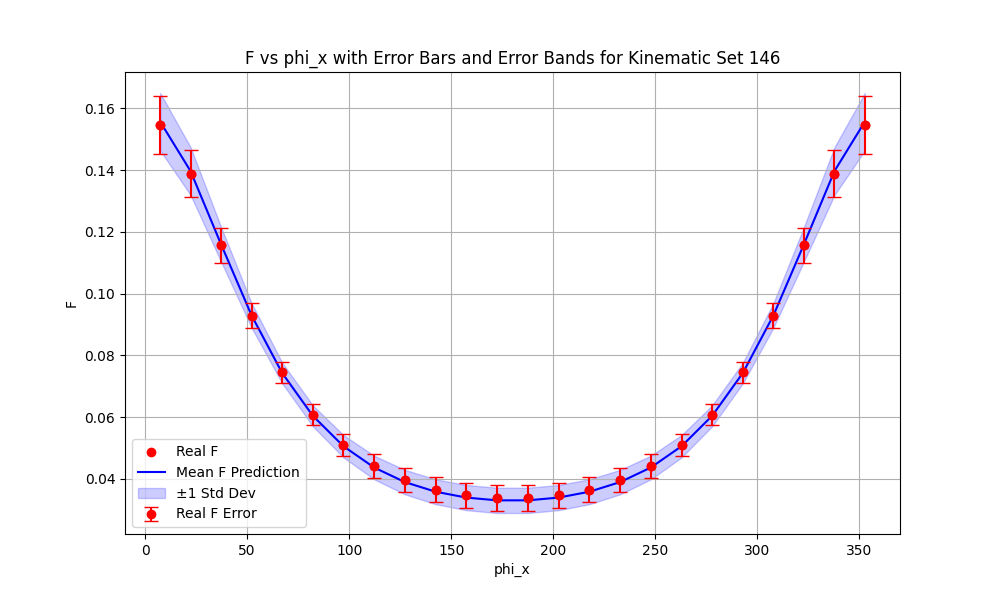 F vs phi_x with Error Bars and Error Bands for Kinematic Set 146
F
0.16
0.14
0.12
0.10
0.08
0.06
0.04
Real F
Mean F Prediction
±1 Std Dev
Real F Error
0 50 100 150 200 250 300 350
phi_x